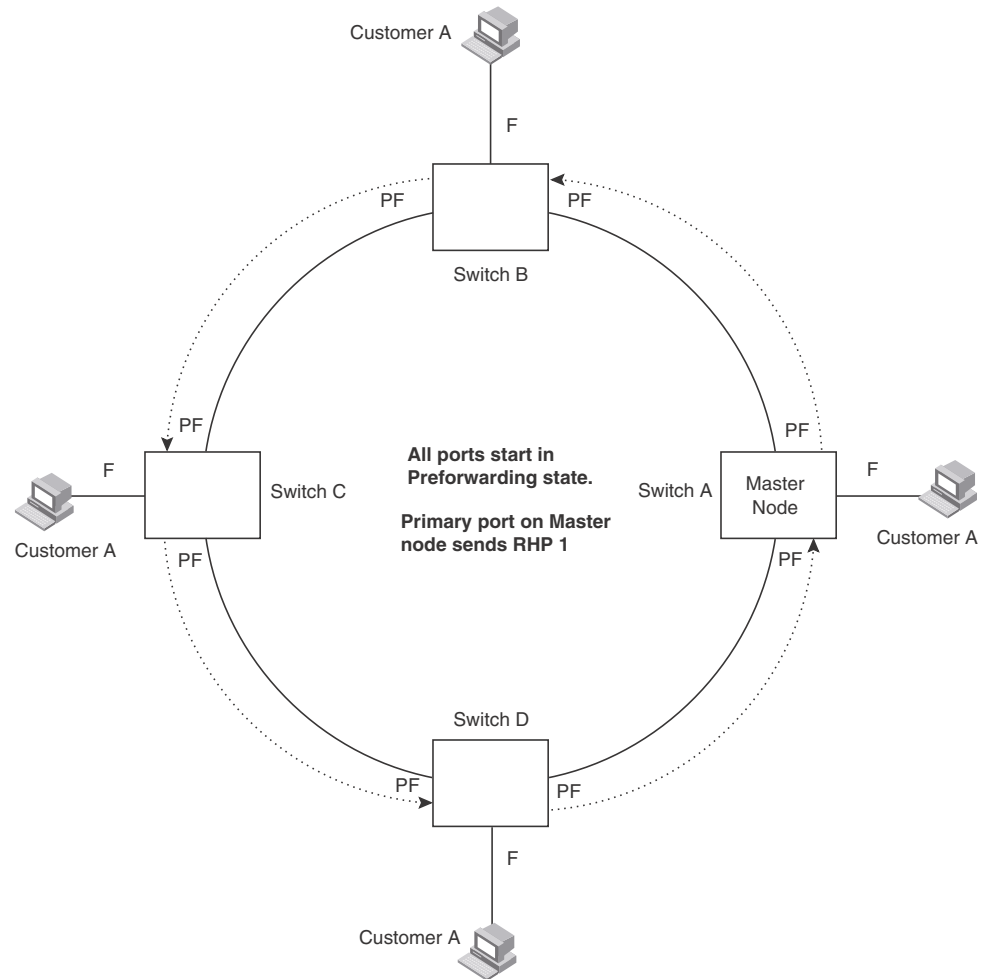 Customer A
F
PF
PF
Switch B
PF
PF
All ports start in
Preforwarding state.
Primary port on Master
node sends RHP 1
F
Switch C
Switch A
Master
Node
F
Customer A
Customer A
PF
PF
Switch D
PF
PF
F
Customer A